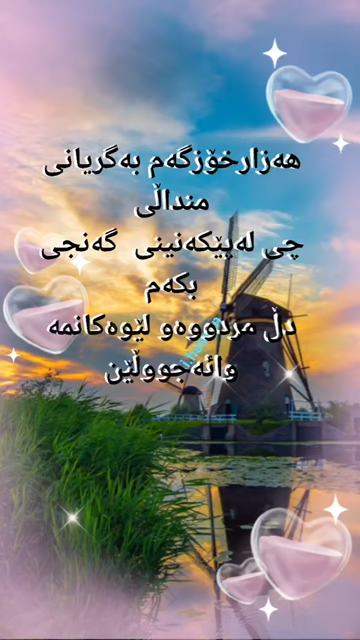 هەزارخۆزگەم بەگریانی
منداڵی
چی لەپێکەنینی گەنجی
بکەم
دڵ مردووەو لێوەکانمە
وائەجووڵێن